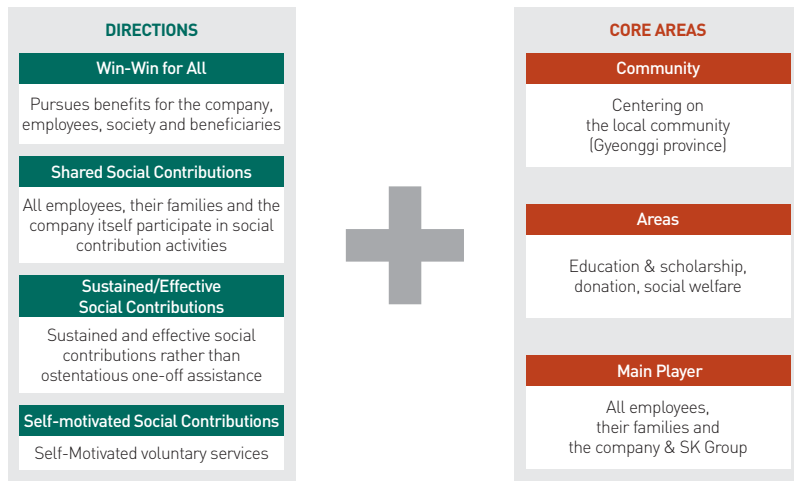 DIRECTIONS
Win-Win for All
Pursues benefits for the company,
employees, society and beneficiaries
Shared Social Contributions
All employees, their families and the
company itself participate in social
contribution activities
Sustained/Effective
Social Contributions
Sustained and effective social
contributions rather than
ostentatious one-off assistance
Self-motivated Social Contributions
Self-Motivated voluntary services
CORE AREAS
Community
Centering on
the local community
(Gyeonggi province)
Areas
Education & scholarship,
donation, social welfare
Main Player
All employees,
their families and
the company & SK Group